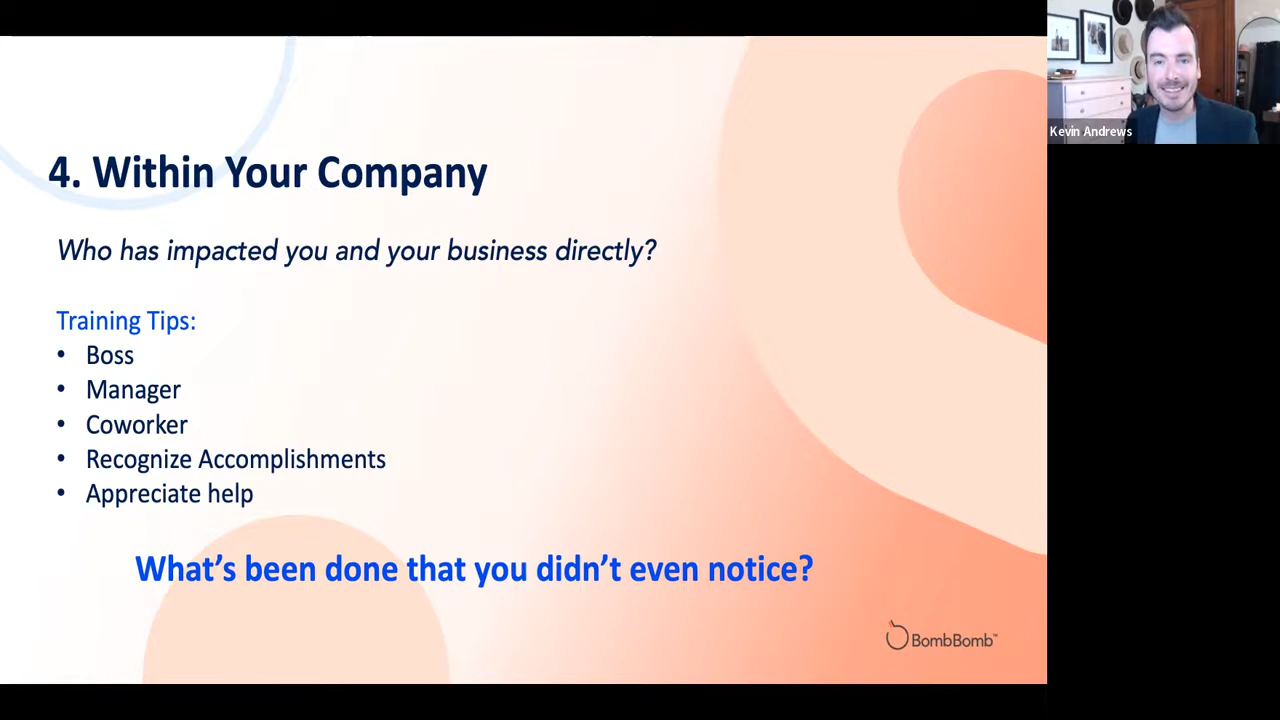 4. Within Your Company
Who has impacted you and your business directly?
Training Tips:
• Boss
• Manager
• Coworker
• Recognize Accomplishments
• Appreciate help
What's been done that you didn't even notice?
BombBomb™
Kevin Andrews